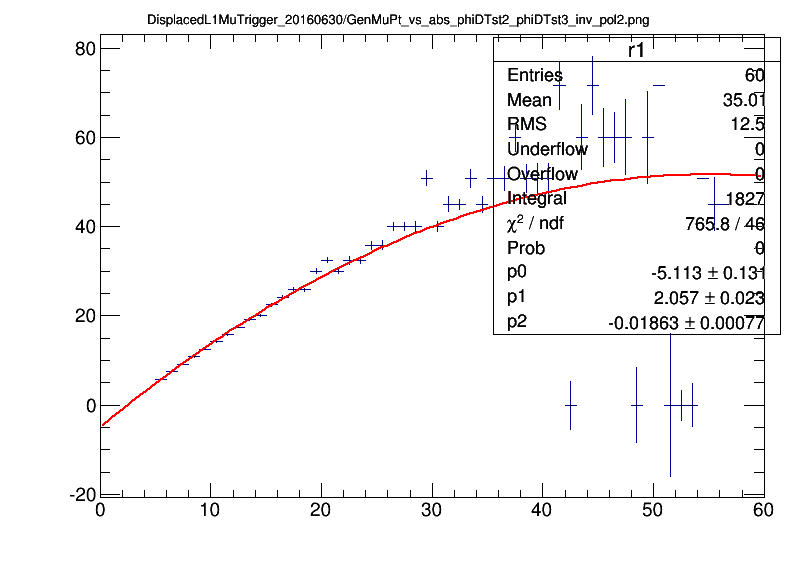 DisplacedL1MuTrigger_20160630/GenMuPt_vs_abs_phiDTst2_phiDTst3_inv_pol2.png
r1
Entries 60
Mean 35.01
RMS 12.5
Underflow 0
Overflow 0
Integral 1827
χ² / ndf 765.8 / 46
Prob 0
p0 -5.113 ± 0.131
p1 2.057 ± 0.023
p2 -0.01863 ± 0.00077
80
60
40
20
0
-20
0 10 20 30 40 50 60